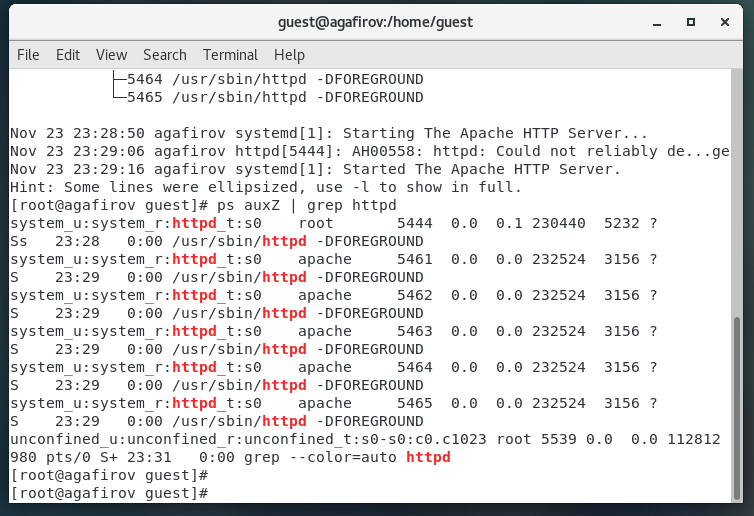 guest@agafirov:/home/guest
File Edit View Search Terminal Help
├─5464 /usr/sbin/httpd -DFOREGROUND
└─5465 /usr/sbin/httpd -DFOREGROUND
Nov 23 23:28:50 agafirov systemd[1]: Starting The Apache HTTP Server...
Nov 23 23:29:06 agafirov httpd[5444]: AH00558: httpd: Could not reliably de...ge
Nov 23 23:29:16 agafirov systemd[1]: Started The Apache HTTP Server.
Hint: Some lines were ellipsized, use -l to show in full.
[root@agafirov guest]# ps auxZ | grep httpd
system_u:system_r:httpd_t:s0    root       5444  0.0  0.1 230440  5232 ?
Ss   23:28   0:00 /usr/sbin/httpd -DFOREGROUND
system_u:system_r:httpd_t:s0    apache     5461  0.0  0.0 232524  3156 ?
S    23:29   0:00 /usr/sbin/httpd -DFOREGROUND
system_u:system_r:httpd_t:s0    apache     5462  0.0  0.0 232524  3156 ?
S    23:29   0:00 /usr/sbin/httpd -DFOREGROUND
system_u:system_r:httpd_t:s0    apache     5463  0.0  0.0 232524  3156 ?
S    23:29   0:00 /usr/sbin/httpd -DFOREGROUND
system_u:system_r:httpd_t:s0    apache     5464  0.0  0.0 232524  3156 ?
S    23:29   0:00 /usr/sbin/httpd -DFOREGROUND
system_u:system_r:httpd_t:s0    apache     5465  0.0  0.0 232524  3156 ?
S    23:29   0:00 /usr/sbin/httpd -DFOREGROUND
unconfined_u:unconfined_r:unconfined_t:s0-s0:c0.c1023 root 5539 0.0  0.0 112812
980 pts/0 S+ 23:31   0:00 grep --color=auto httpd
[root@agafirov guest]#
[root@agafirov guest]#